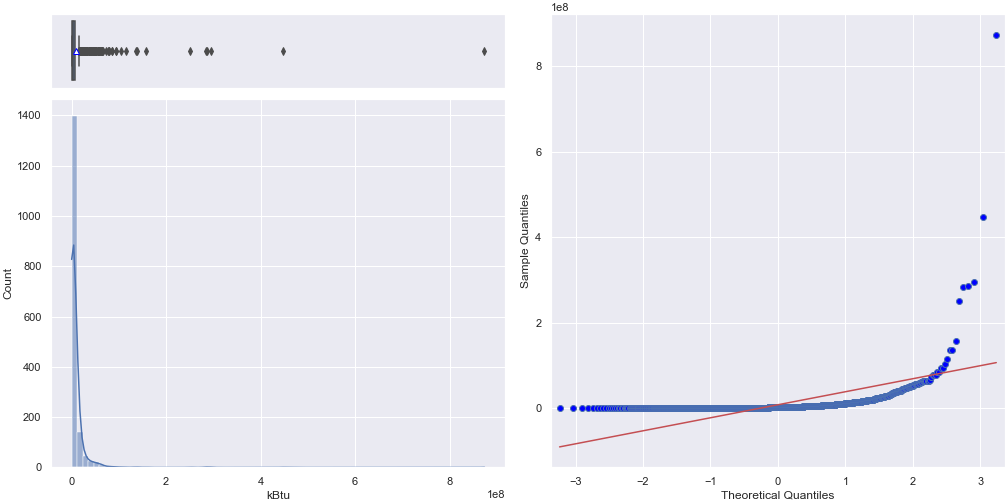 1400
1200
1000
800
600
400
200
0
Count
0 2 4 6 8
kBtu
1e8
1e8
8
6
4
2
0
Sample Quantiles
−3 −2 −1 0 1 2 3
Theoretical Quantiles